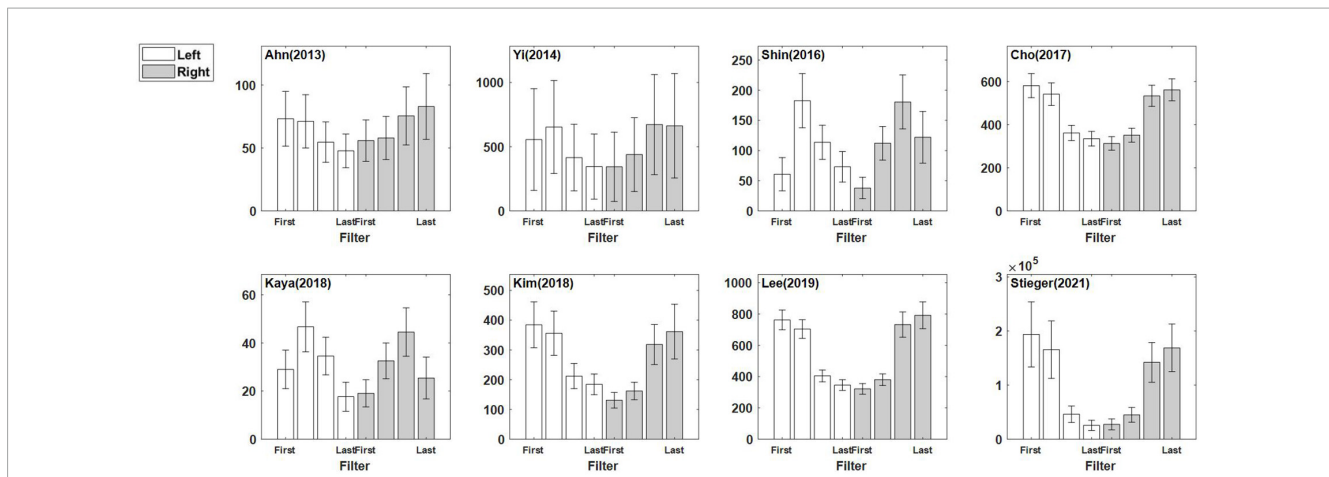 Left
Right
Ahn(2013)
100
50
0
First
LastFirst
Last
Filter
Yi(2014)
1000
500
0
First
LastFirst
Last
Filter
Shin(2016)
250
200
150
100
50
0
First
LastFirst
Last
Filter
Cho(2017)
600
400
200
0
First
LastFirst
Last
Filter
Kaya(2018)
60
40
20
0
First
LastFirst
Last
Filter
Kim(2018)
500
400
300
200
100
0
First
LastFirst
Last
Filter
Lee(2019)
1000
800
600
400
200
0
First
LastFirst
Last
Filter
× 10^5
Stieger(2021)
3
2
1
0
First
LastFirst
Last
Filter